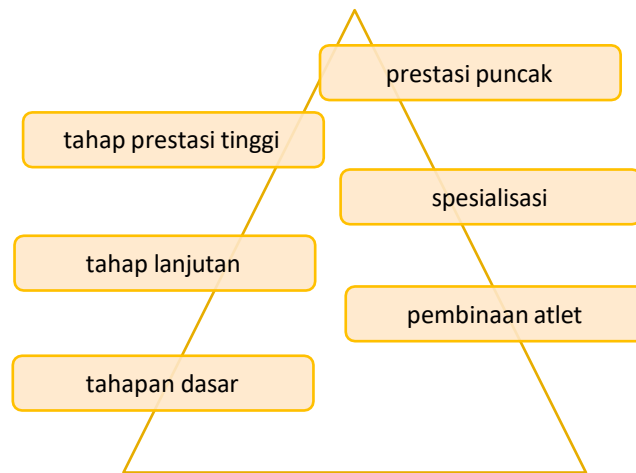 prestasi puncak
tahap prestasi tinggi
spesialisasi
tahap lanjutan
pembinaan atlet
tahapan dasar